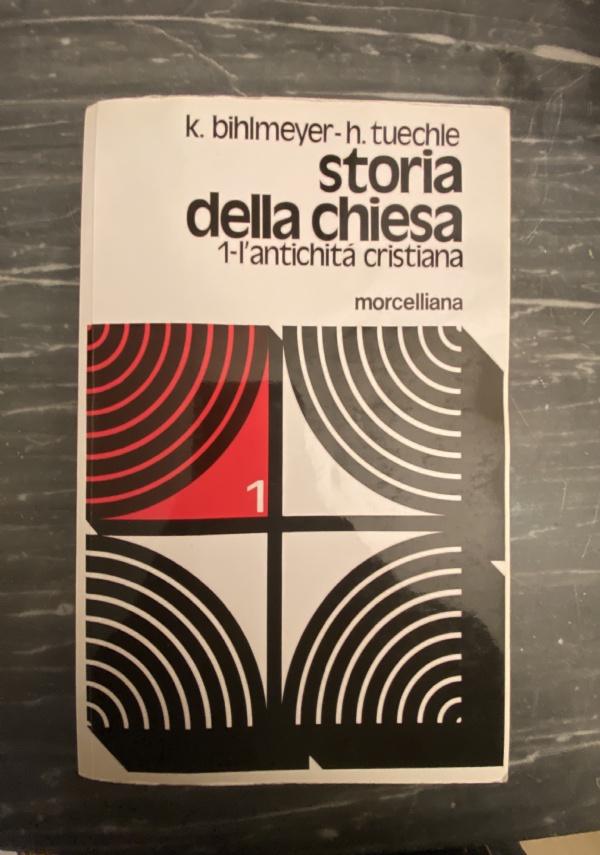 k. bihlmeyer-h. tuechle
storia
della chiesa
1-l'antichitá cristiana
morcelliana
1